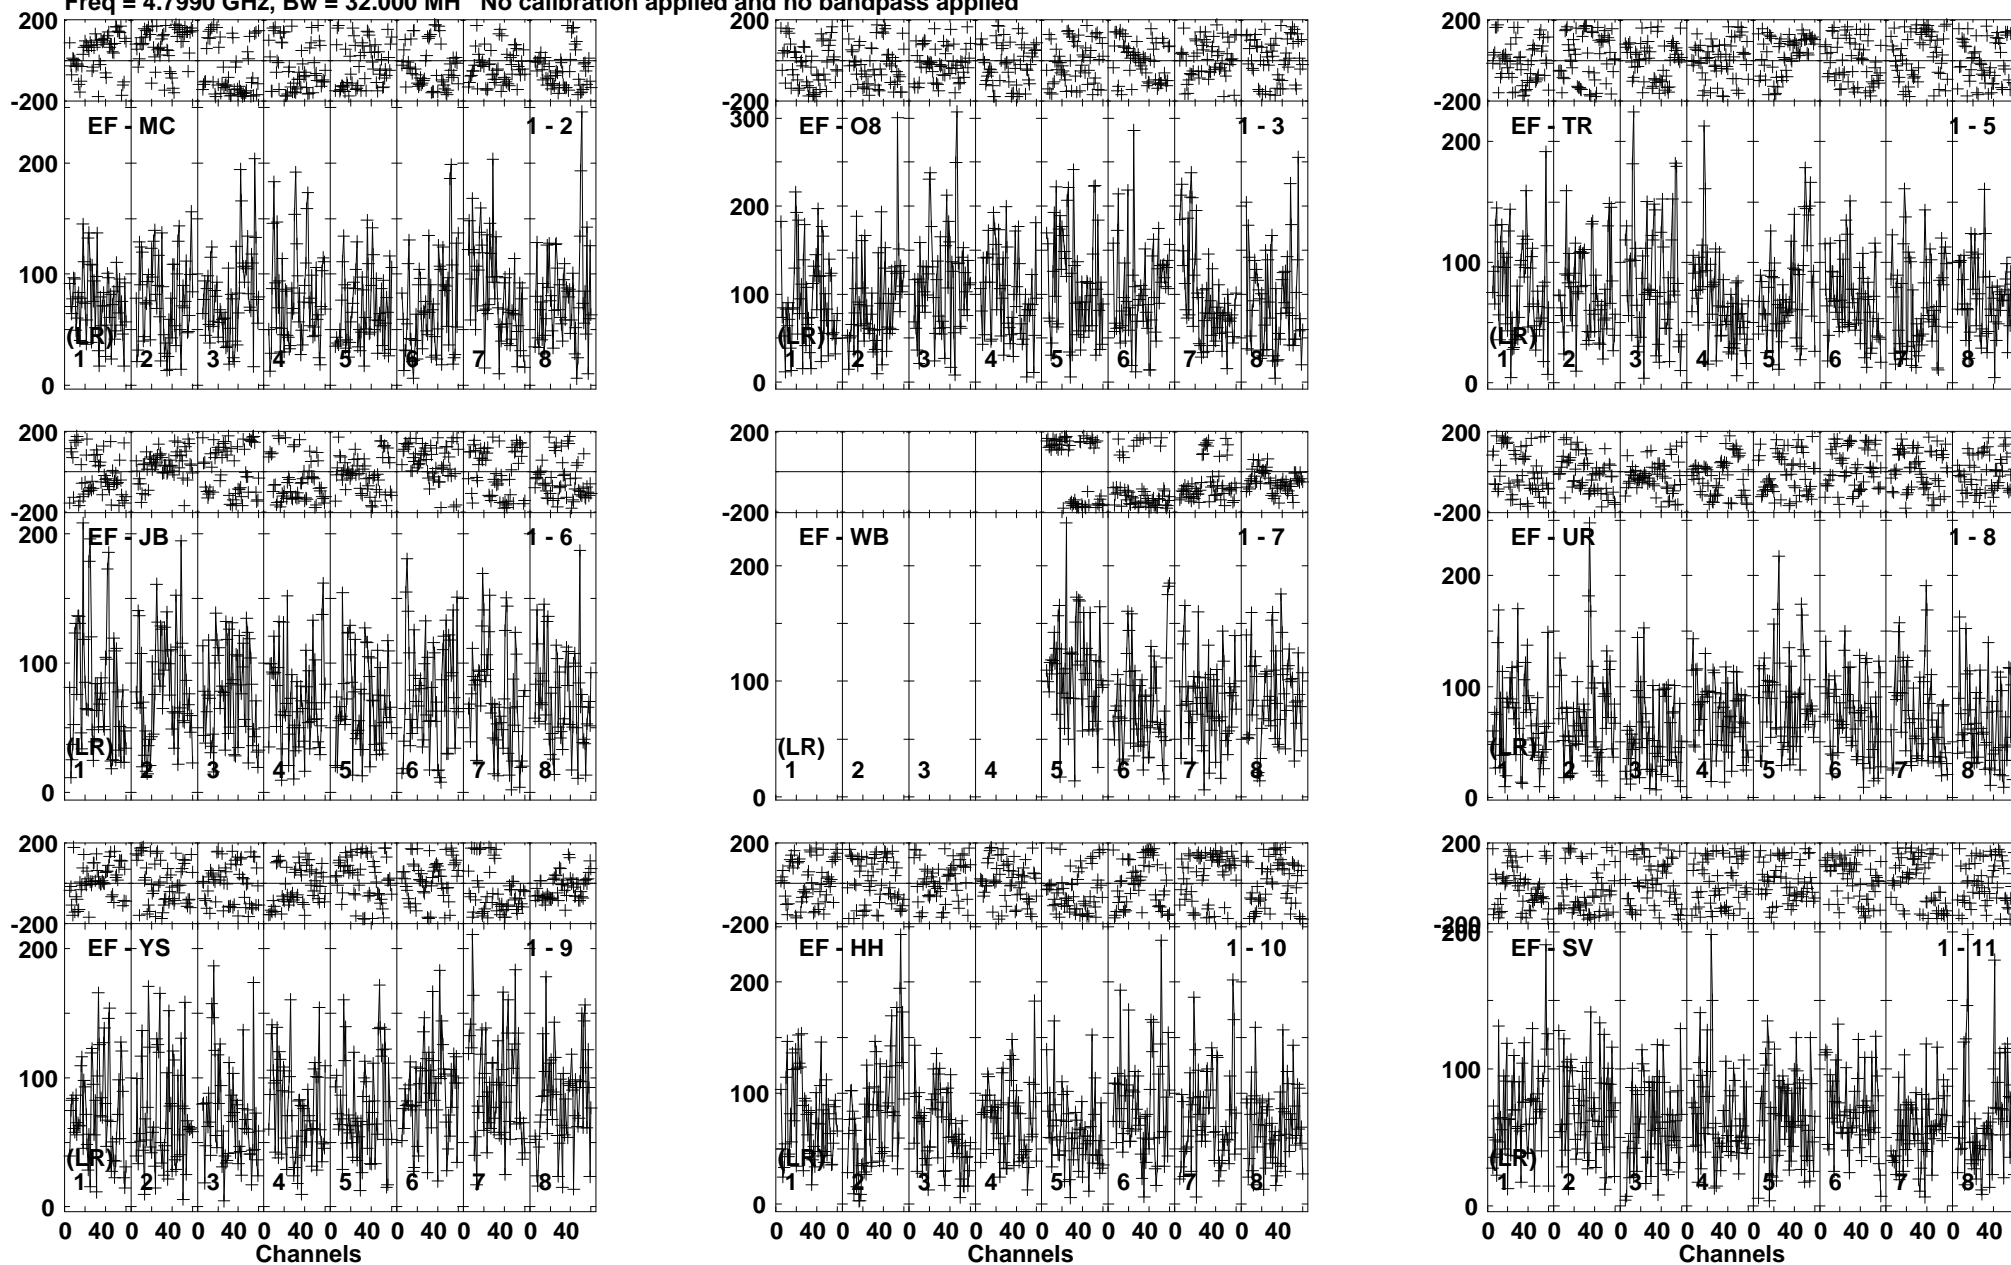 Freq = 4.7990 GHz, Bw = 32.000 MH No calibration applied and no bandpass applied
200
-200
EF - MC 1 - 2
200
100
0
(LR)
1 2 3 4 5 6 7 8
200
-200
300
EF - O8 1 - 3
200
100
0
(LR)
1 2 3 4 5 6 7 8
200
-200
EF - TR 1 - 5
200
100
0
(LR)
1 2 3 4 5 6 7 8
200
-200
200
EF - JB 1 - 6
100
0
(LR)
1 2 3 4 5 6 7 8
200
-200
EF - WB 1 - 7
200
100
0
(LR)
1 2 3 4 5 6 7 8
200
-200
EF - UR 1 - 8
200
100
0
(LR)
1 2 3 4 5 6 7 8
200
-200
200
EF - YS 1 - 9
100
0
(LR)
1 2 3 4 5 6 7 8
0 40 0 40 0 40 0 40 0 40 0 40 0 40 0 40
Channels
200
-200
EF - HH 1 - 10
200
100
0
(LR)
1 2 3 4 5 6 7 8
0 40 0 40 0 40 0 40 0 40 0 40 0 40 0 40
Channels
200
-200
200
EF - SV 1 - 11
100
0
(LR)
1 2 3 4 5 6 7 8
0 40 0 40 0 40 0 40 0 40 0 40 0 40 0 40
Channels